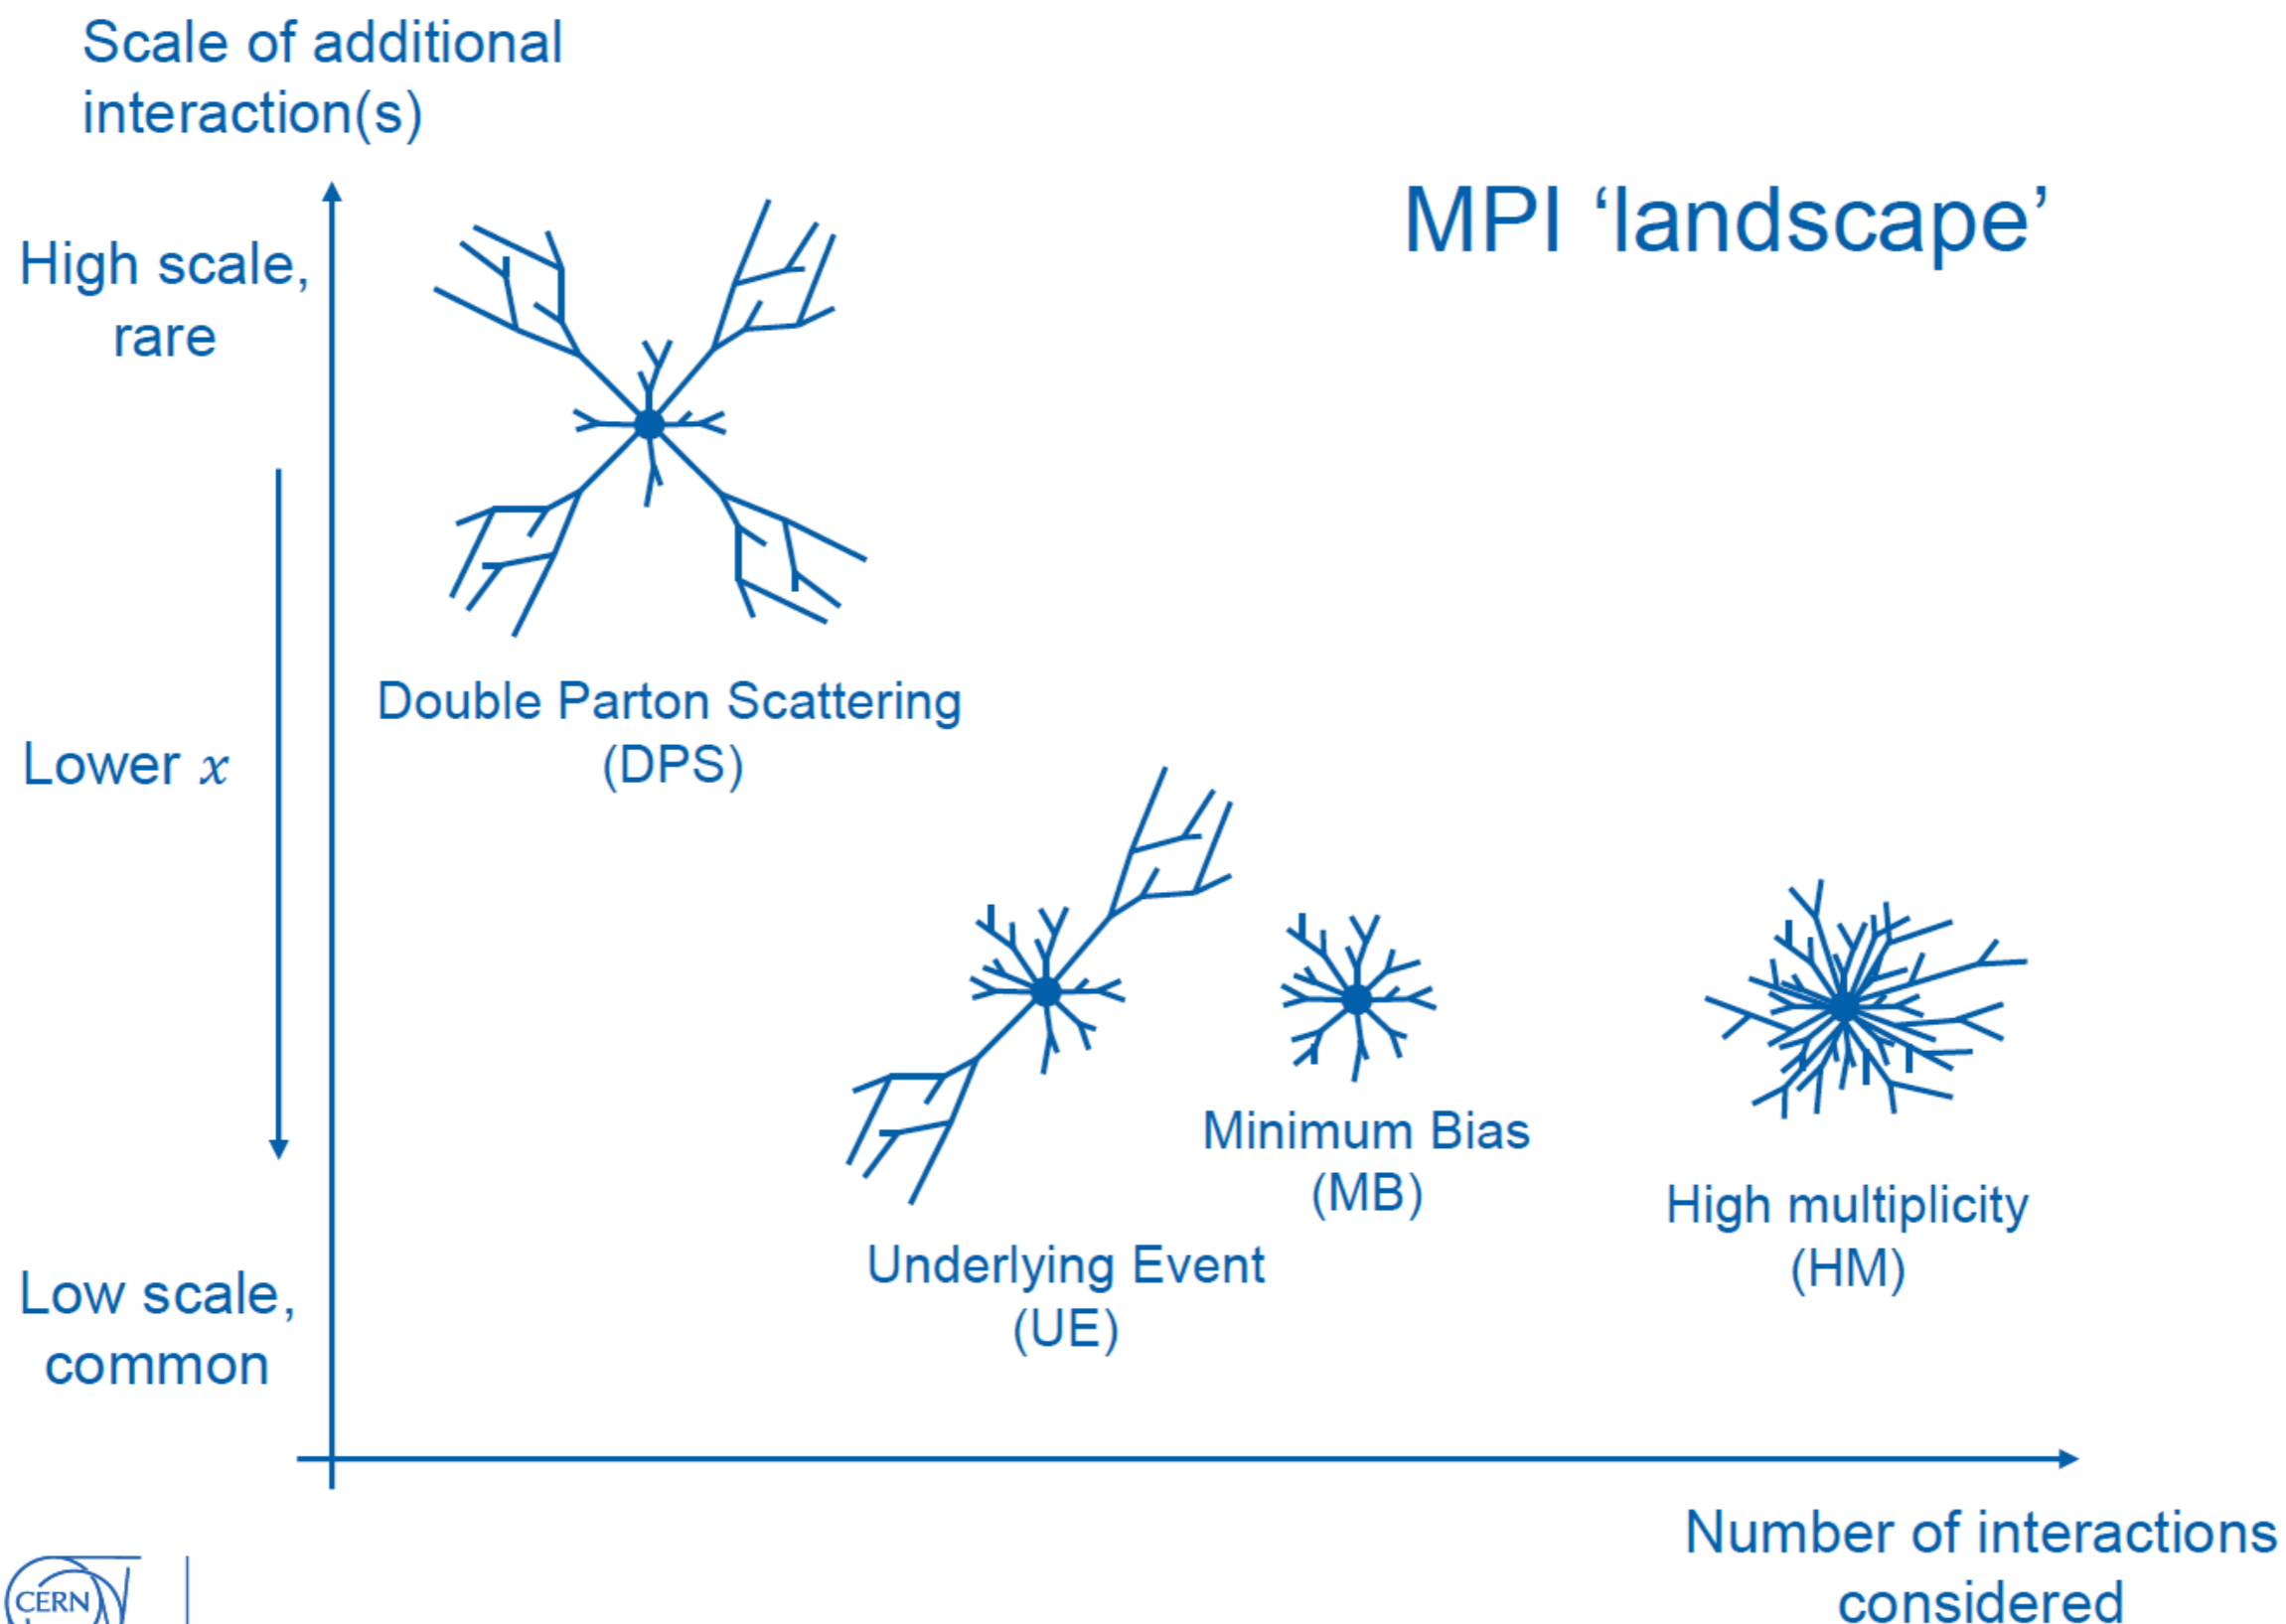 Scale of additional
interaction(s)
MPI ‘landscape’
High scale,
rare
Double Parton Scattering
(DPS)
Lower x
Minimum Bias
(MB)
High multiplicity
(HM)
Underlying Event
(UE)
Low scale,
common
Number of interactions
considered
CERN